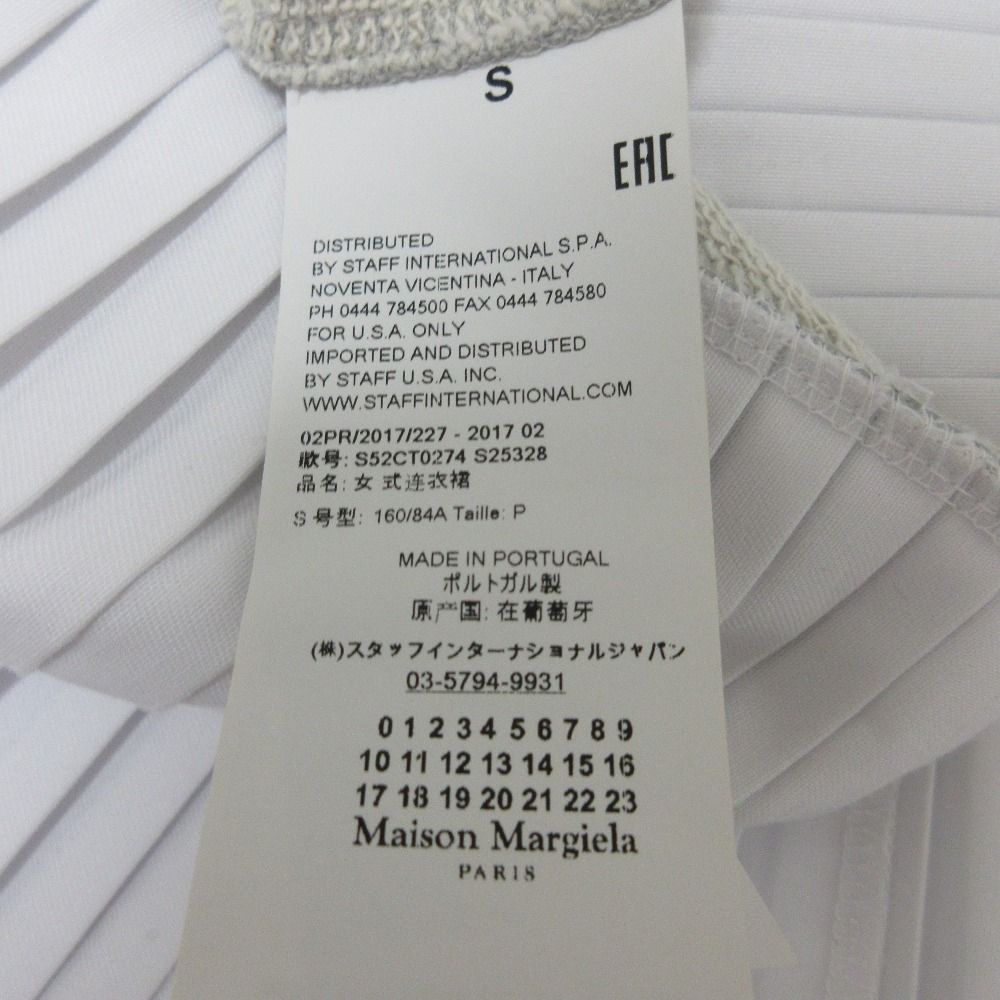 S
EAC
DISTRIBUTED
BY STAFF INTERNATIONAL S.P.A.
NOVENTA VICENTINA - ITALY
PH 0444 784500 FAX 0444 784580
FOR U.S.A. ONLY
IMPORTED AND DISTRIBUTED
BY STAFF U.S.A. INC.
WWW.STAFFINTERNATIONAL.COM
02PR/2017/227 - 2017 02
款号: S52CT0274 S25328
品名: 女 式连衣裙
S 号型: 160/84A Taille: P
MADE IN PORTUGAL
ポルトガル製
原产国: 在葡萄牙
(株)スタッフインターナショナルジャパン
03-5794-9931
0 1 2 3 4 5 6 7 8 9
10 11 12 13 14 15 16
17 18 19 20 21 22 23
Maison Margiela
PARIS